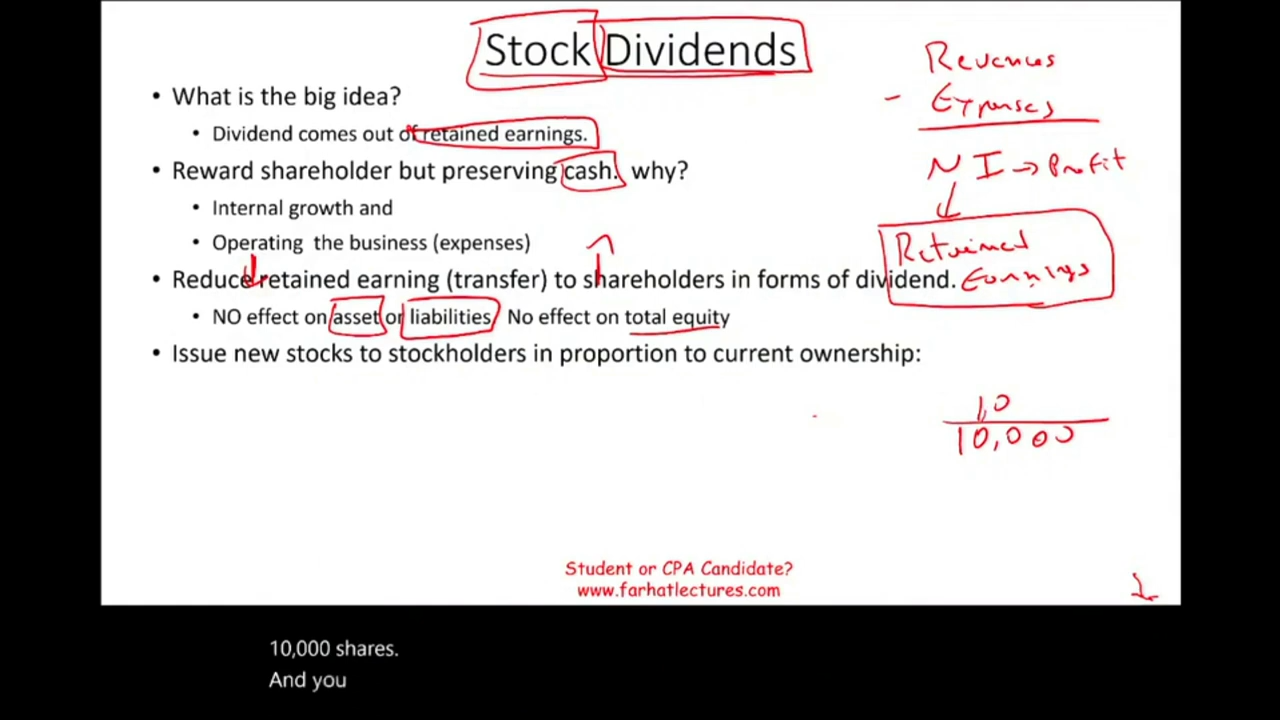 Stock Dividends
• What is the big idea?
• Dividend comes out of retained earnings.
• Reward shareholder but preserving cash. why?
• Internal growth and
• Operating the business (expenses)
• Reduce retained earning (transfer) to shareholders in forms of dividend.
• NO effect on asset or liabilities. No effect on total equity
• Issue new stocks to stockholders in proportion to current ownership:
Revenues
- Expenses
NI → Profit
Retained
Earnings
1,0
10,000
Student or CPA Candidate?
www.farhatlectures.com
10,000 shares.
And you